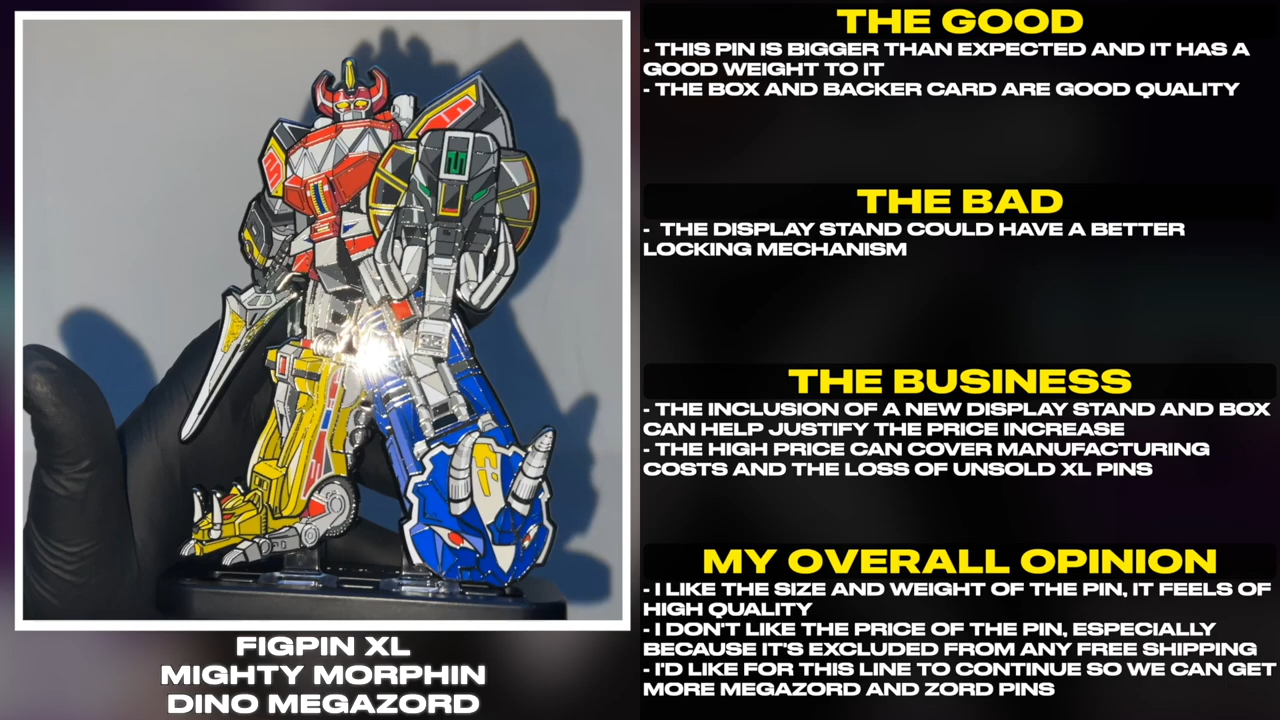 THE GOOD
- THIS PIN IS BIGGER THAN EXPECTED AND IT HAS A
GOOD WEIGHT TO IT
- THE BOX AND BACKER CARD ARE GOOD QUALITY
THE BAD
- THE DISPLAY STAND COULD HAVE A BETTER
LOCKING MECHANISM
THE BUSINESS
- THE INCLUSION OF A NEW DISPLAY STAND AND BOX
CAN HELP JUSTIFY THE PRICE INCREASE
- THE HIGH PRICE CAN COVER MANUFACTURING
COSTS AND THE LOSS OF UNSOLD XL PINS
MY OVERALL OPINION
- I LIKE THE SIZE AND WEIGHT OF THE PIN, IT FEELS OF
HIGH QUALITY
- I DON'T LIKE THE PRICE OF THE PIN, ESPECIALLY
BECAUSE IT'S EXCLUDED FROM ANY FREE SHIPPING
- I'D LIKE FOR THIS LINE TO CONTINUE SO WE CAN GET
MORE MEGAZORD AND ZORD PINS
FIGPIN XL
MIGHTY MORPHIN
DINO MEGAZORD